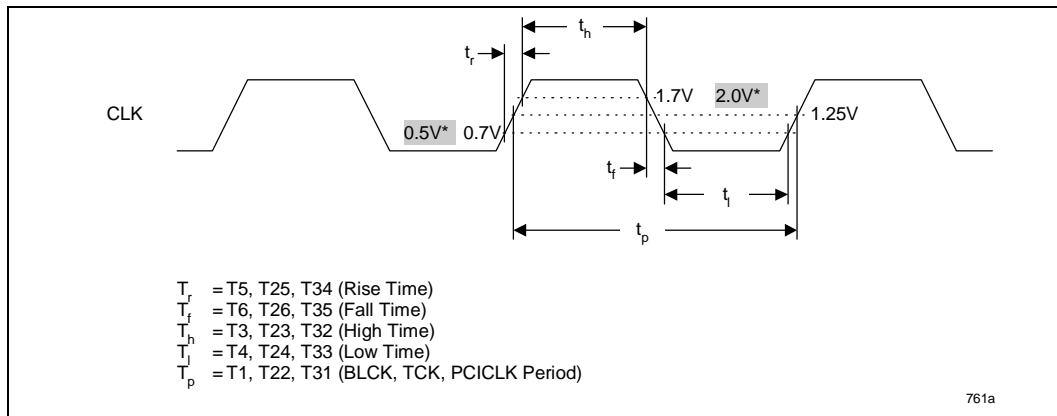 t_h
t_r
CLK
1.7V 2.0V* 1.25V
0.5V* 0.7V
t_f
t_l
t_p
T_r = T5, T25, T34 (Rise Time)
T_f = T6, T26, T35 (Fall Time)
T_h = T3, T23, T32 (High Time)
T_l = T4, T24, T33 (Low Time)
T_p = T1, T22, T31 (BLCK, TCK, PCICLK Period)
761a